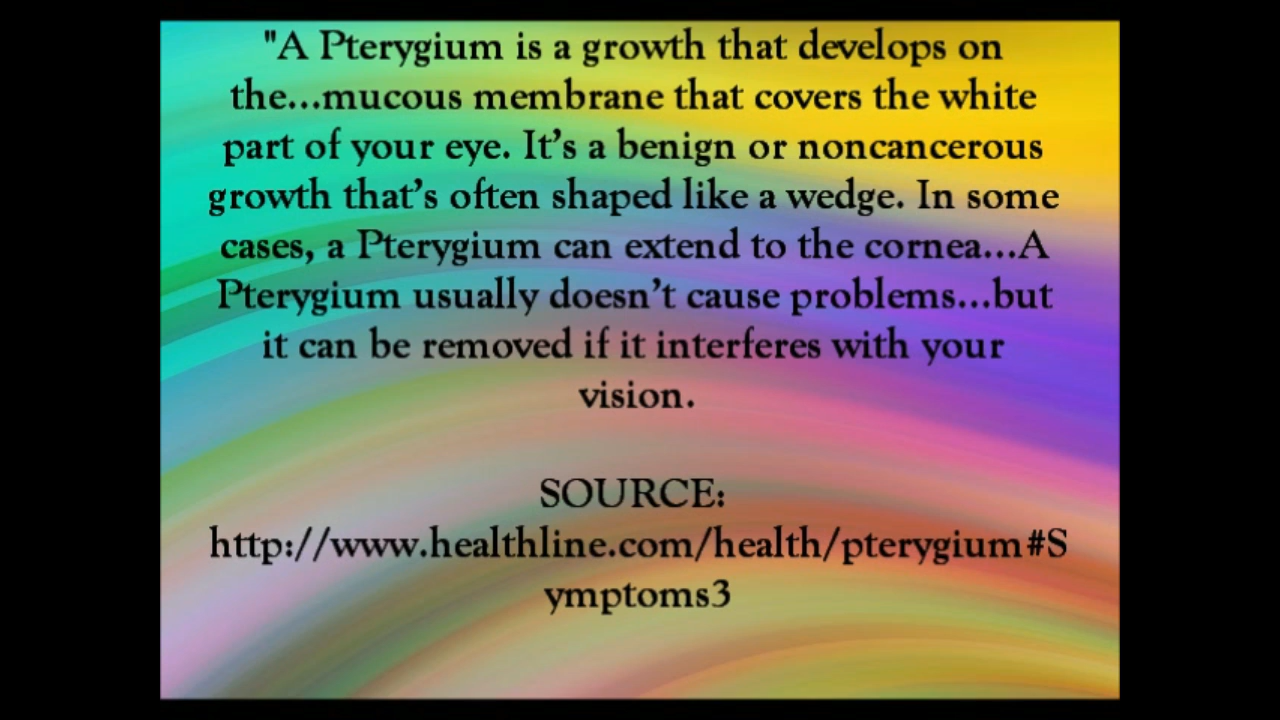 "A Pterygium is a growth that develops on
the...mucous membrane that covers the white
part of your eye. It’s a benign or noncancerous
growth that’s often shaped like a wedge. In some
cases, a Pterygium can extend to the cornea...A
Pterygium usually doesn’t cause problems...but
it can be removed if it interferes with your
vision.
SOURCE:
http://www.healthline.com/health/pterygium#S
ymptoms3